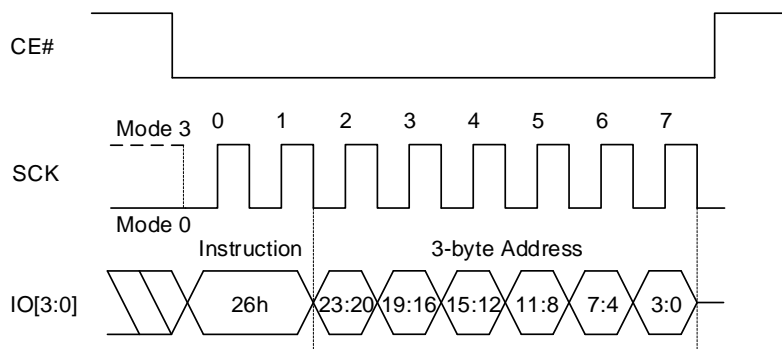 CE#
Mode 3
0 1 2 3 4 5 6 7
SCK
Mode 0
Instruction 3-byte Address
IO[3:0] 26h 23:20 19:16 15:12 11:8 7:4 3:0